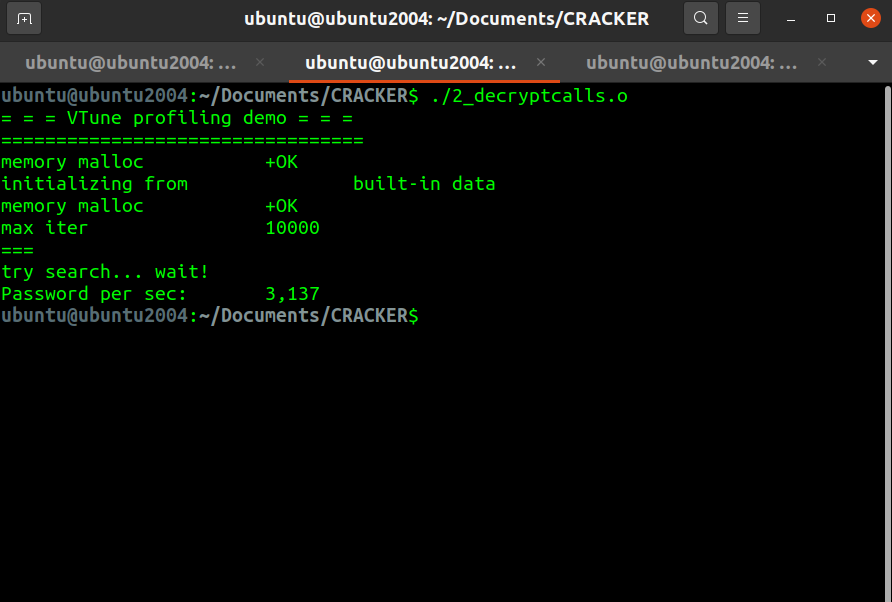 ubuntu@ubuntu2004: ~/Documents/CRACKER
ubuntu@ubuntu2004: ... ubuntu@ubuntu2004: ... ubuntu@ubuntu2004: ...
ubuntu@ubuntu2004:~/Documents/CRACKER$ ./2_decryptcalls.o
= = = VTune profiling demo = = =
=================================
memory malloc +OK
initializing from built-in data
memory malloc +OK
max iter 10000
===
try search... wait!
Password per sec: 3,137
ubuntu@ubuntu2004:~/Documents/CRACKER$